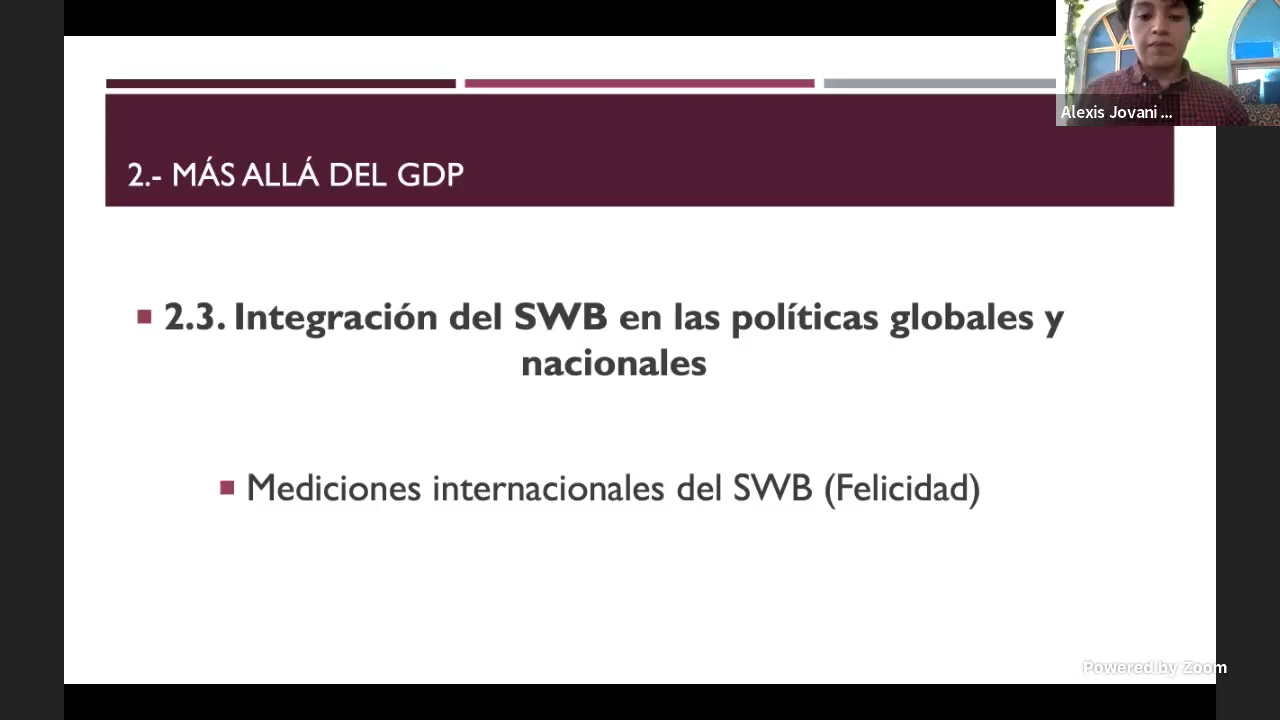 Alexis Jovani ...
2.- MÁS ALLÁ DEL GDP
2.3. Integración del SWB en las políticas globales y
nacionales
Mediciones internacionales del SWB (Felicidad)
Powered by Zoom